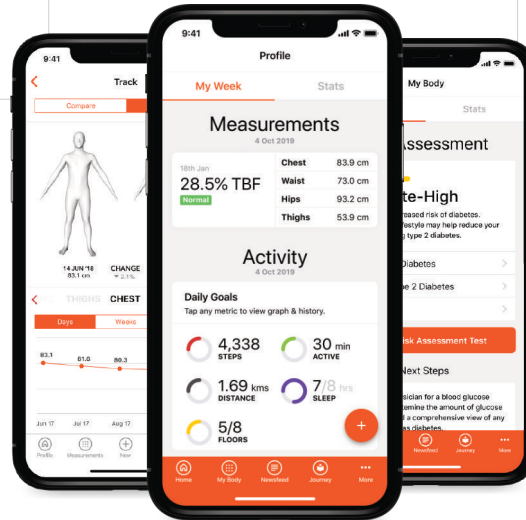 9:41
Track
Compare
14 JUN '18
83.1 cm
CHANGE
▼ 2.1%
THIGHS CHEST
Days Weeks
83.1 81.6 80.3
Jun 17 Jul 17 Aug 17
Profile Measurements New
9:41
Profile
My Week Stats
Measurements
4 Oct 2019
18th Jan
28.5% TBF
Normal
Chest 83.9 cm
Waist 73.0 cm
Hips 93.2 cm
Thighs 53.9 cm
Activity
4 Oct 2019
Daily Goals
Tap any metric to view graph & history.
4,338
STEPS
30 min
ACTIVE
1.69 kms
DISTANCE
7/8 hrs
SLEEP
5/8
FLOORS
+
Home My Body Newsfeed Journey More
My Body
Stats
Assessment
te-High
reased risk of diabetes.
ifestyle may help reduce your
type 2 diabetes.
Diabetes
e 2 Diabetes
isk Assessment Test
Next Steps
sician for a blood glucose
temine the amount of glucose
d a comprehensive view of any
as diabetes.
Newsfeed Journey More